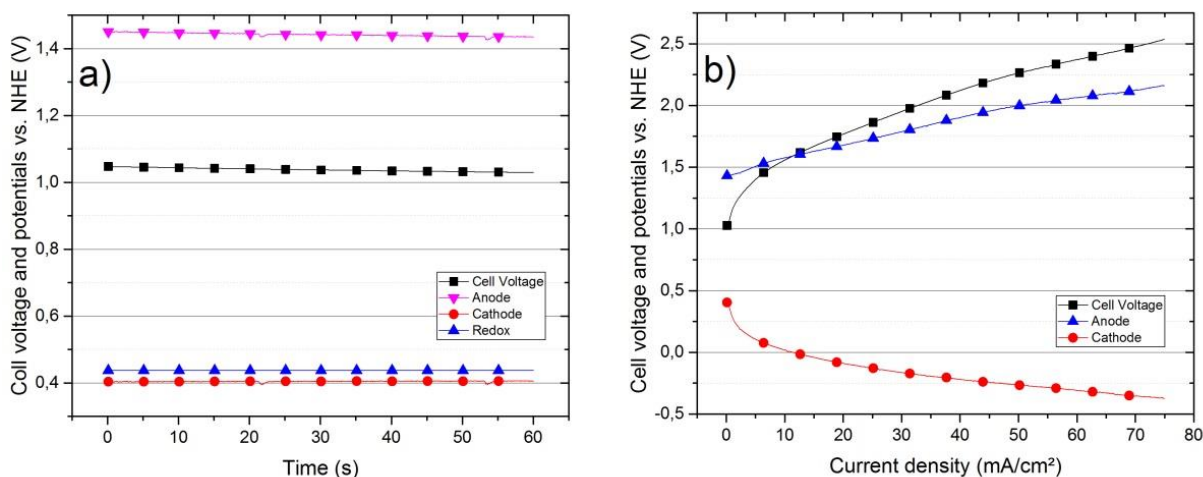 a)
Coll voltage and potentials vs. NHE (V)
1,4
1,2
1,0
0,8
0,6
0,4
Cell Voltage
Anode
Cathode
Redox
0 10 20 30 40 50 60
Time (s)
b)
Cell voltage and potentials vs. NHE (V)
2,5
2,0
1,5
1,0
0,5
0,0
-0,5
Cell Voltage
Anode
Cathode
0 10 20 30 40 50 60 70 80
Current density (mA/cm²)